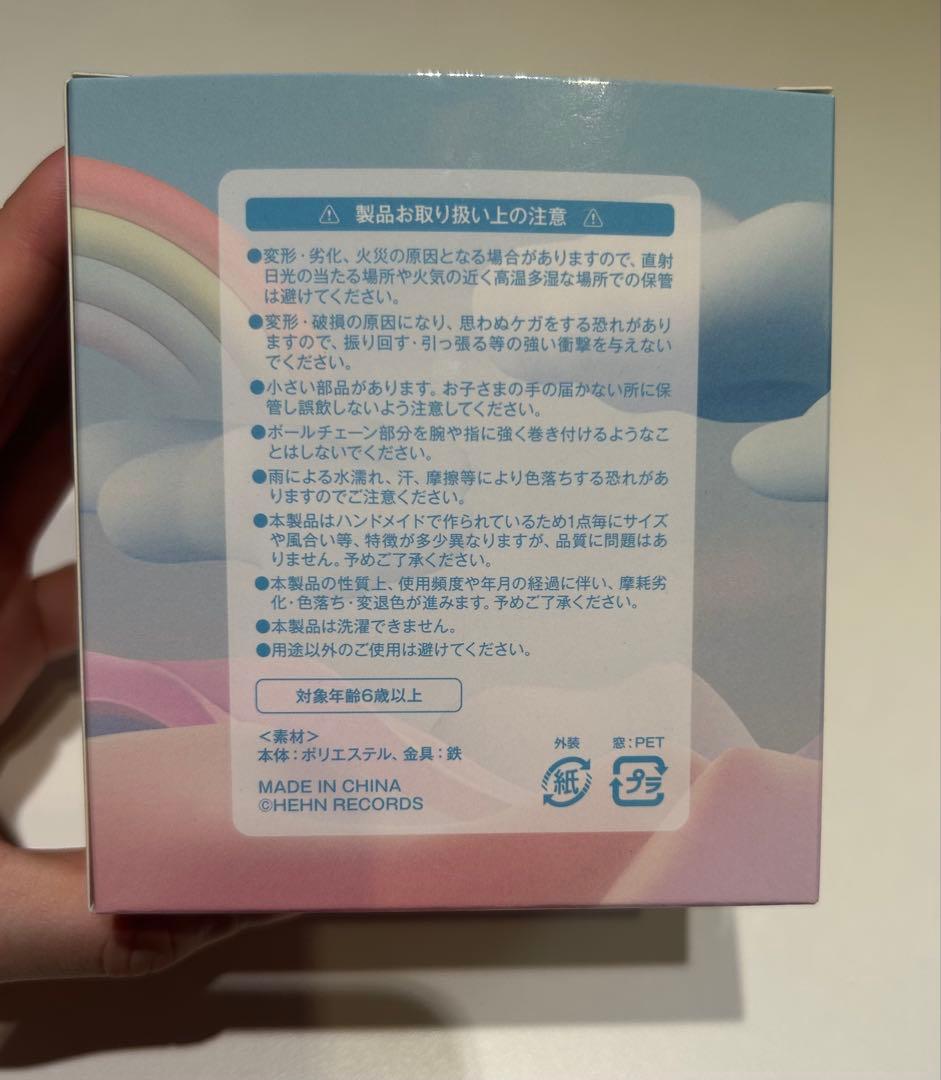 ⚠ 製品お取り扱い上の注意 ⚠
●変形・劣化、火災の原因となる場合がありますので、直射
日光の当たる場所や火気の近く高温多湿な場所での保管
は避けてください。
●変形・破損の原因になり、思わぬケガをする恐れがあり
ますので、振り回す・引っ張る等の強い衝撃を与えない
でください。
●小さい部品があります。お子さまの手の届かない所に保
管し誤飲しないよう注意してください。
●ボールチェーン部分を腕や指に強く巻き付けるようなこ
とはしないでください。
●雨による水濡れ、汗、摩擦等により色落ちする恐れがあ
りますのでご注意ください。
●本製品はハンドメイドで作られているため1点毎にサイズ
や風合い等、特徴が多少異なりますが、品質に問題はあ
りません。予めご了承ください。
●本製品の性質上、使用頻度や年月の経過に伴い、摩耗劣
化・色落ち・変退色が進みます。予めご了承ください。
●本製品は洗濯できません。
●用途以外のご使用は避けてください。
対象年齢6歳以上
＜素材＞
本体：ポリエステル、金具：鉄
MADE IN CHINA
©HEHN RECORDS
外装
紙
窓：PET
プラ